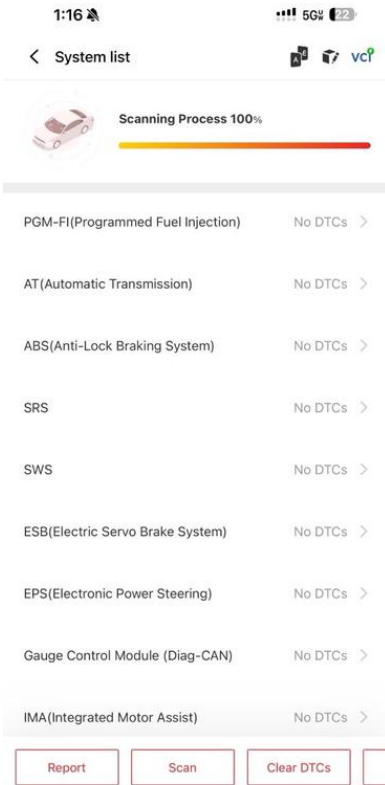 1:16 5G 22
System list A E vci
Scanning Process 100%
PGM-FI(Programmed Fuel Injection) No DTCs
AT(Automatic Transmission) No DTCs
ABS(Anti-Lock Braking System) No DTCs
SRS No DTCs
SWS No DTCs
ESB(Electric Servo Brake System) No DTCs
EPS(Electronic Power Steering) No DTCs
Gauge Control Module (Diag-CAN) No DTCs
IMA(Integrated Motor Assist) No DTCs
Report Scan Clear DTCs